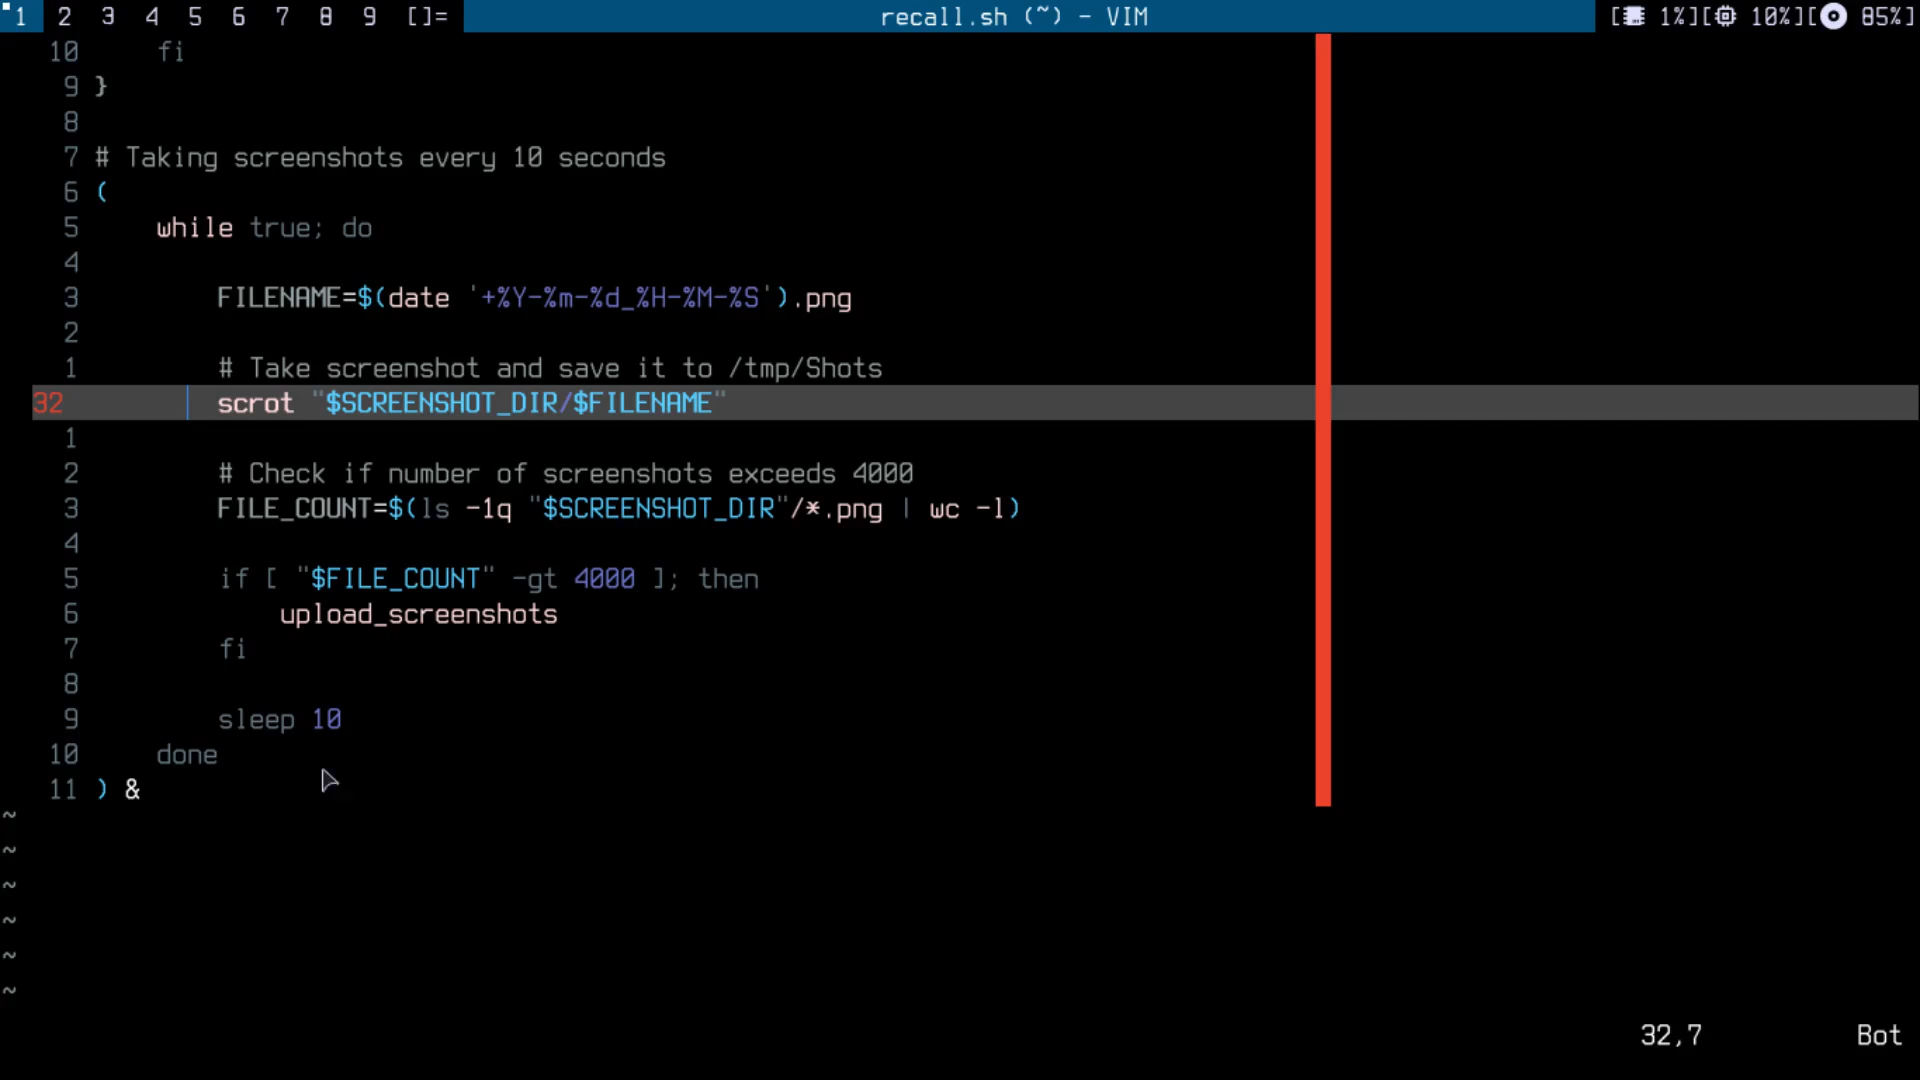 1 2 3 4 5 6 7 8 9 []= recall.sh (~) - VIM [ 1%][ 10%][ 85%]
10 fi
9 }
8
7 # Taking screenshots every 10 seconds
6 (
5 while true; do
4
3 FILENAME=$(date '+%Y-%m-%d_%H-%M-%S').png
2
1 # Take screenshot and save it to /tmp/Shots
32 scrot "$SCREENSHOT_DIR/$FILENAME"
1
2 # Check if number of screenshots exceeds 4000
3 FILE_COUNT=$(ls -1q "$SCREENSHOT_DIR"/*.png | wc -l)
4
5 if [ "$FILE_COUNT" -gt 4000 ]; then
6 upload_screenshots
7 fi
8
9 sleep 10
10 done
11 ) &
~
~
~
~
~
~
32,7 Bot